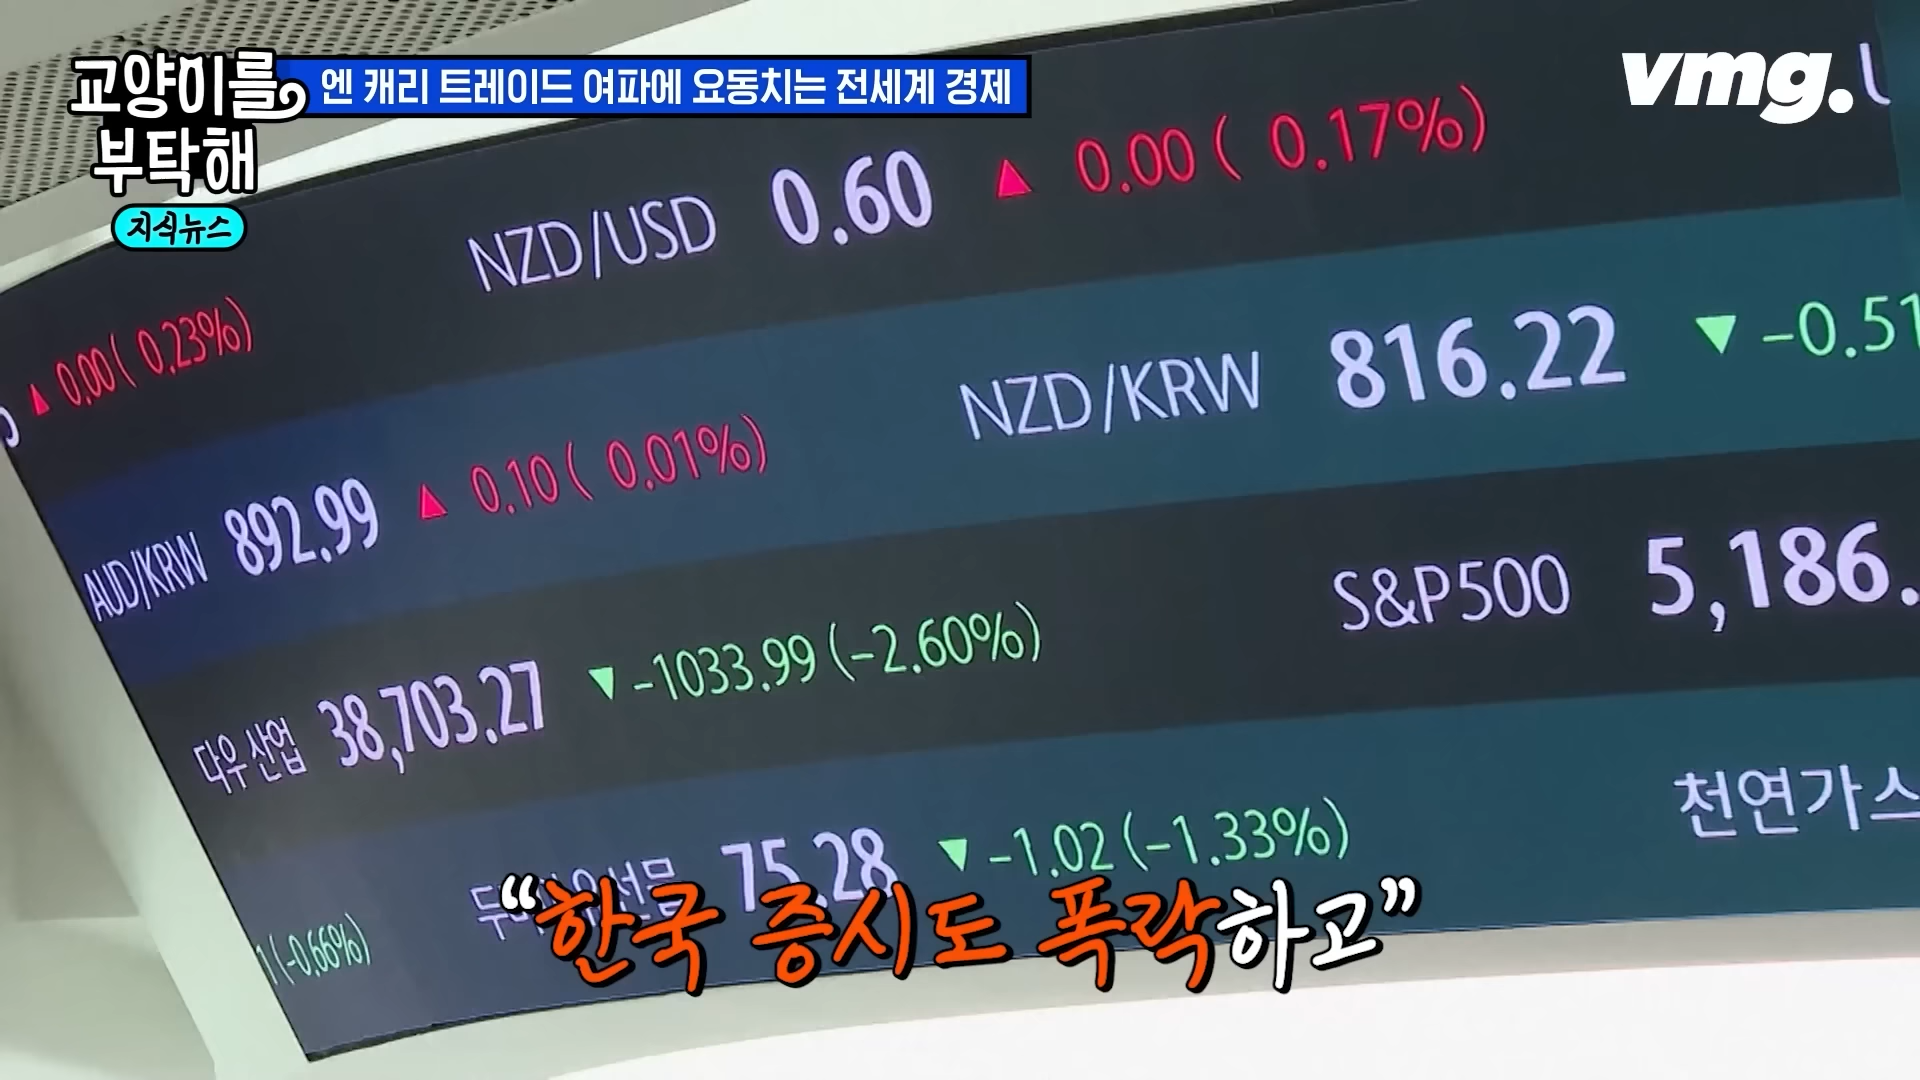 교양이를
부탁해
지식뉴스
엔 캐리 트레이드 여파에 요동치는 전세계 경제
vmg.
NZD/USD 0.60 ▲ 0.00 ( 0.17%)
▲ 0.00 ( 0.23%)
NZD/KRW 816.22 ▼ -0.51
AUD/KRW 892.99 ▲ 0.10 ( 0.01%)
S&P500 5,186.
다우 산업 38,703.27 ▼ -1033.99 (-2.60%)
천연가스
75.28 ▼ -1.02 (-1.33%)
(-0.66%)
“한국 증시도 폭락하고”